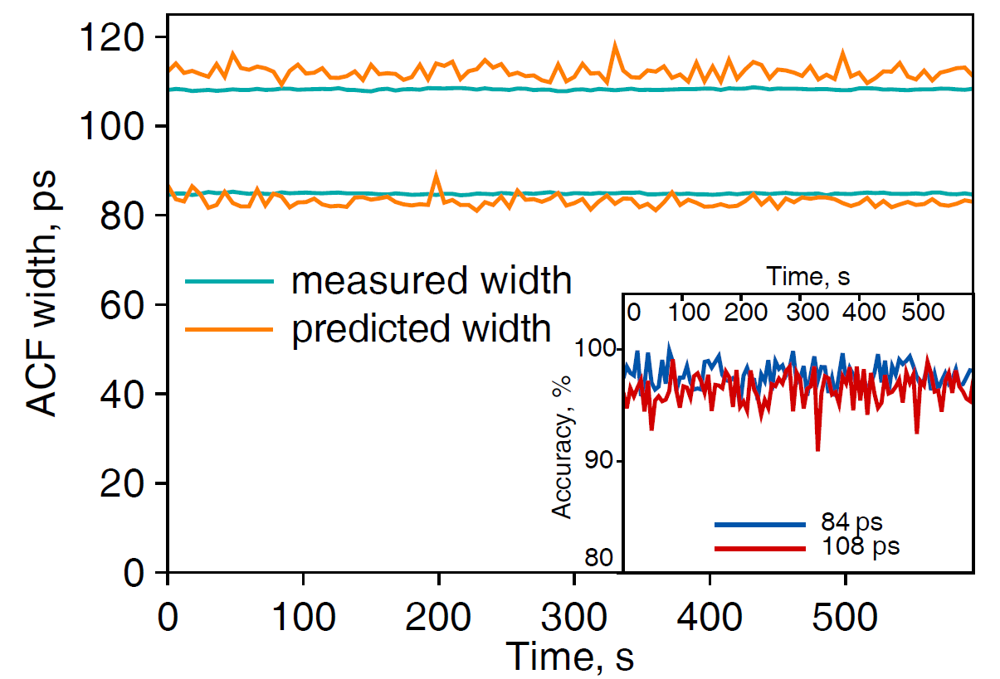 120
100
80
60
40
20
0
ACF width, ps
measured width
predicted width
0 100 200 300 400 500
Time, s
Time, s
0 100 200 300 400 500
100
90
80
Accuracy, %
84 ps
108 ps